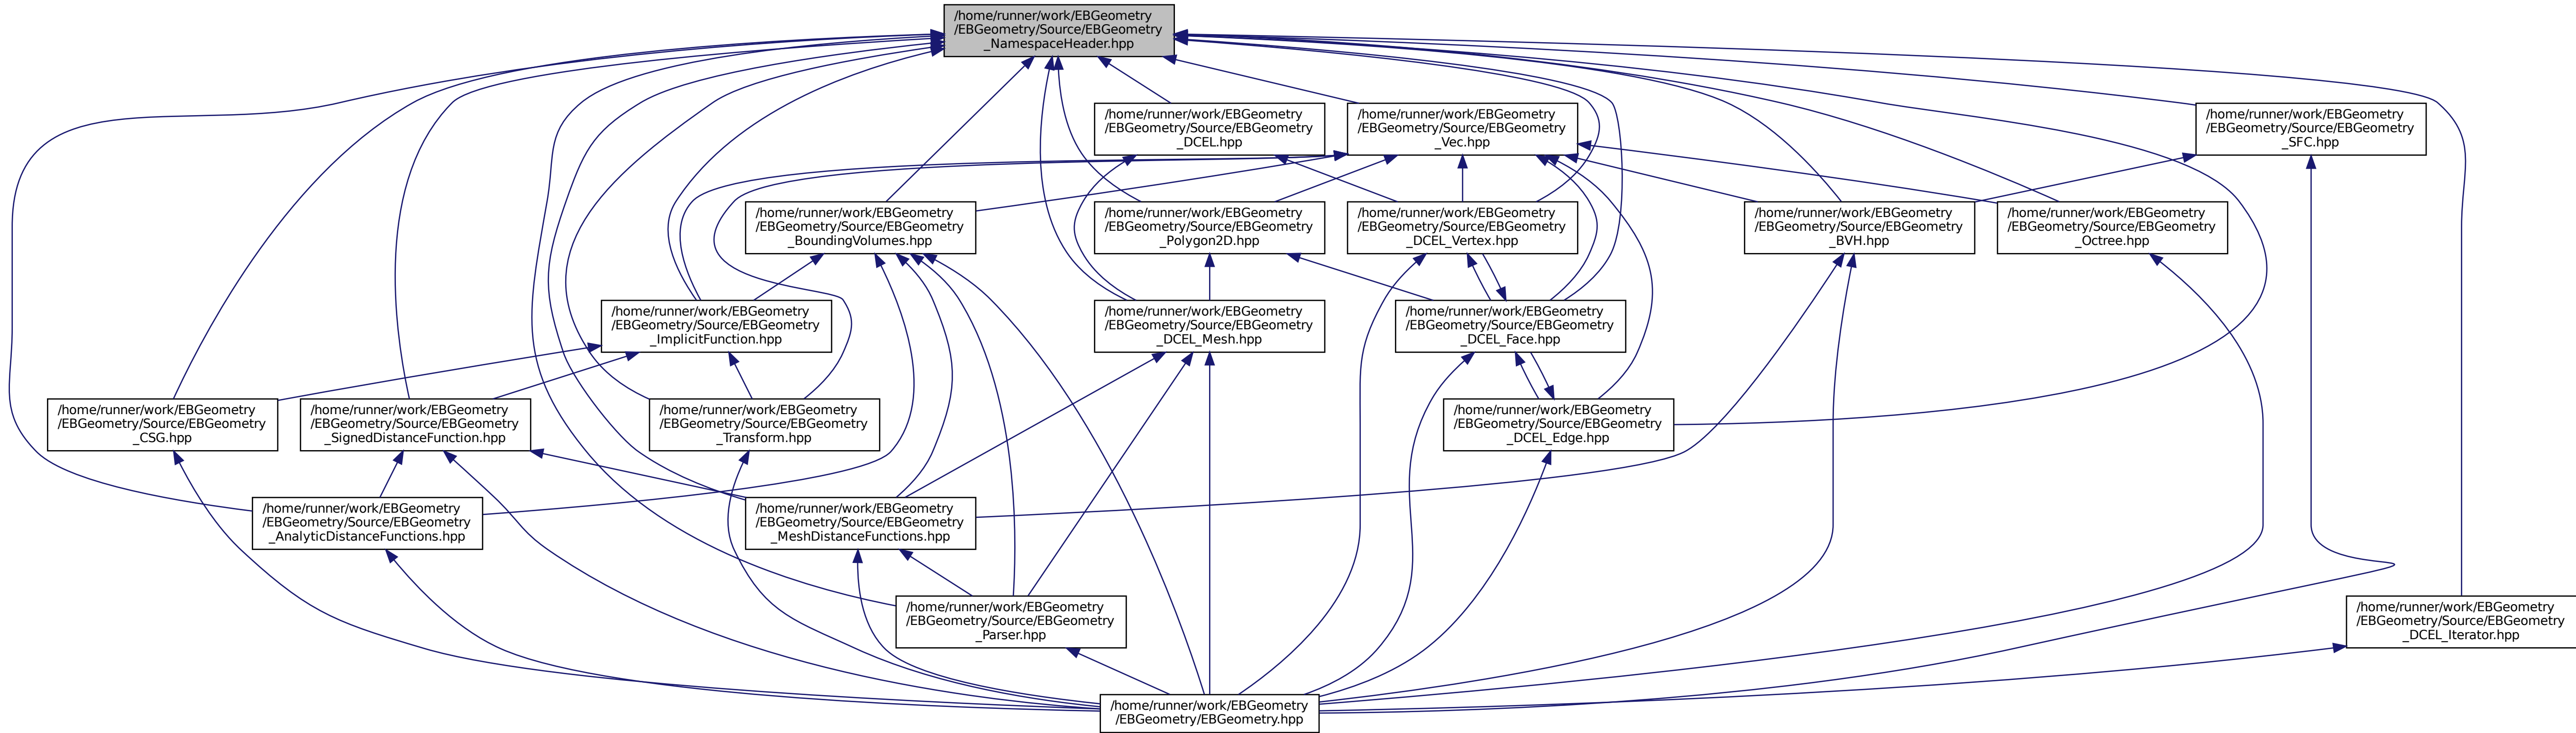 /home/runner/work/EBGeometry
/EBGeometry/Source/EBGeometry
_NamespaceHeader.hpp
/home/runner/work/EBGeometry
/EBGeometry/Source/EBGeometry
_DCEL.hpp
/home/runner/work/EBGeometry
/EBGeometry/Source/EBGeometry
_Vec.hpp
/home/runner/work/EBGeometry
/EBGeometry/Source/EBGeometry
_SFC.hpp
/home/runner/work/EBGeometry
/EBGeometry/Source/EBGeometry
_BoundingVolumes.hpp
/home/runner/work/EBGeometry
/EBGeometry/Source/EBGeometry
_Polygon2D.hpp
/home/runner/work/EBGeometry
/EBGeometry/Source/EBGeometry
_DCEL_Vertex.hpp
/home/runner/work/EBGeometry
/EBGeometry/Source/EBGeometry
_BVH.hpp
/home/runner/work/EBGeometry
/EBGeometry/Source/EBGeometry
_Octree.hpp
/home/runner/work/EBGeometry
/EBGeometry/Source/EBGeometry
_ImplicitFunction.hpp
/home/runner/work/EBGeometry
/EBGeometry/Source/EBGeometry
_DCEL_Mesh.hpp
/home/runner/work/EBGeometry
/EBGeometry/Source/EBGeometry
_DCEL_Face.hpp
/home/runner/work/EBGeometry
/EBGeometry/Source/EBGeometry
_CSG.hpp
/home/runner/work/EBGeometry
/EBGeometry/Source/EBGeometry
_SignedDistanceFunction.hpp
/home/runner/work/EBGeometry
/EBGeometry/Source/EBGeometry
_Transform.hpp
/home/runner/work/EBGeometry
/EBGeometry/Source/EBGeometry
_DCEL_Edge.hpp
/home/runner/work/EBGeometry
/EBGeometry/Source/EBGeometry
_AnalyticDistanceFunctions.hpp
/home/runner/work/EBGeometry
/EBGeometry/Source/EBGeometry
_MeshDistanceFunctions.hpp
/home/runner/work/EBGeometry
/EBGeometry/Source/EBGeometry
_Parser.hpp
/home/runner/work/EBGeometry
/EBGeometry/Source/EBGeometry
_DCEL_Iterator.hpp
/home/runner/work/EBGeometry
/EBGeometry/EBGeometry.hpp